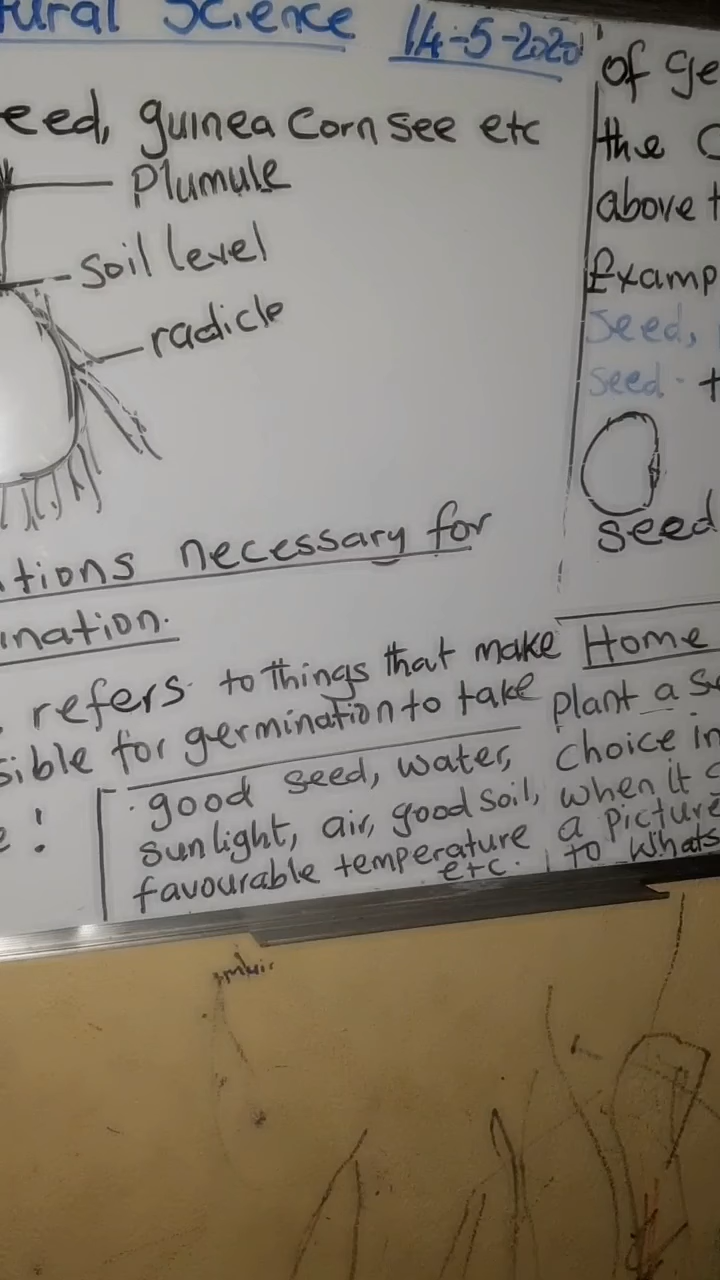 ural Science 14-5-2020
eed, guinea Corn see etc
Plumule
soil level
radicle
tions necessary for
ination.
refers to things that make
sible for germination to take
e:
good seed, water,
sunlight, air, good soil,
favourable temperature
etc.
of ge
the C
above t
Examp
seed,
seed. t
seed
Home
plant a se
choice in
when it
a picture
to Whats